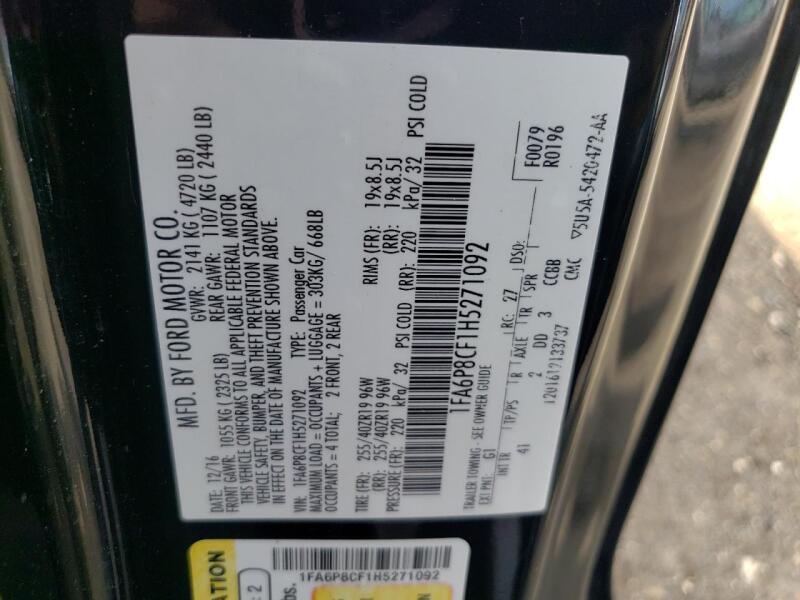 MFD. BY FORD MOTOR CO.
DATE: 12/16 GVWR: 2141 KG ( 4720 LB)
FRONT GAWR: 1055 KG ( 2325 LB) REAR GAWR: 1107 KG ( 2440 LB)
THIS VEHICLE CONFORMS TO ALL APPLICABLE FEDERAL MOTOR
VEHICLE SAFETY, BUMPER, AND THEFT PREVENTION STANDARDS
IN EFFECT ON THE DATE OF MANUFACTURE SHOWN ABOVE.
VIN: 1FA6P8CF1H5271092 TYPE: Passenger Car
MAXIMUM LOAD = OCCUPANTS + LUGGAGE = 303KG/ 668LB
OCCUPANTS = 4 TOTAL; 2 FRONT, 2 REAR
TIRE (FR): 255/40ZR19 96W RIMS (FR): 19x8.5J
(RR): 255/40ZR19 96W (RR): 19x8.5J
PRESSURE (FR): 220 kPa/ 32 PSI COLD (RR): 220 kPa/ 32 PSI COLD
1FA6P8CF1H5271092
TRAILER TOWING - SEE OWNER GUIDE
EXT PNT: G1 RC: 27 DSO: F0079
R0196
INT TR TP/PS R AXLE TR SPR
41 2 DD 3 CCBB
1201619133737 CMC 5U5A-5420472-AA
1FA6P8CF1H5271092
ATION
: 2
bs.